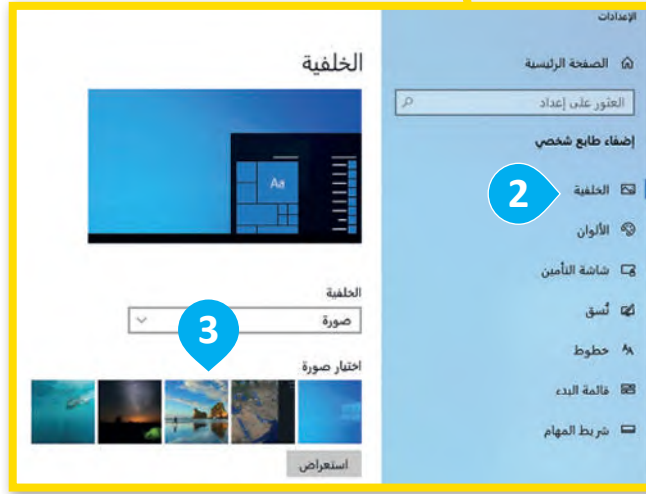 الإعدادات
الصفحة الرئيسية
العثور على إعداد
إضفاء طابع شخصي
الخلفية
2
الألوان
شاشة التأمين
نُسق
خطوط
قائمة البدء
شريط المهام
الخلفية
Aa
الخلفية
صورة
3
اختيار صورة
استعراض